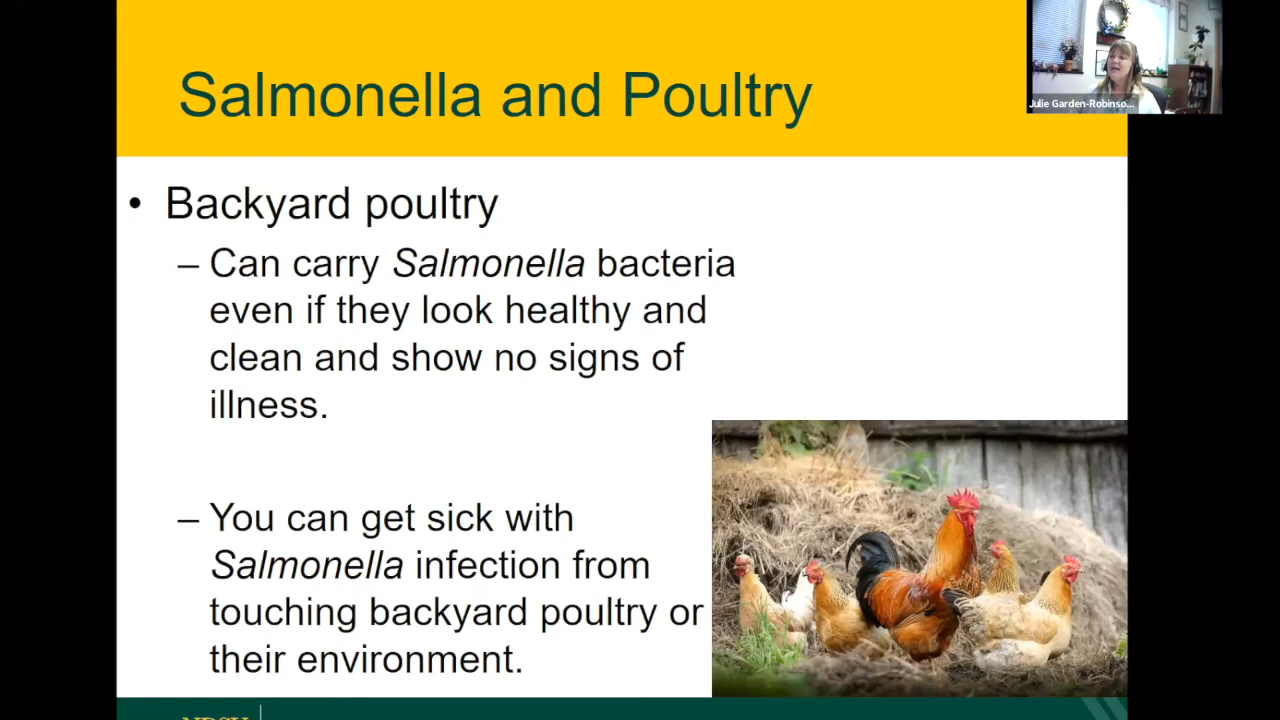 Salmonella and Poultry
Julie Garden-Robinso...
• Backyard poultry
– Can carry Salmonella bacteria
even if they look healthy and
clean and show no signs of
illness.
– You can get sick with
Salmonella infection from
touching backyard poultry or
their environment.
NDSU